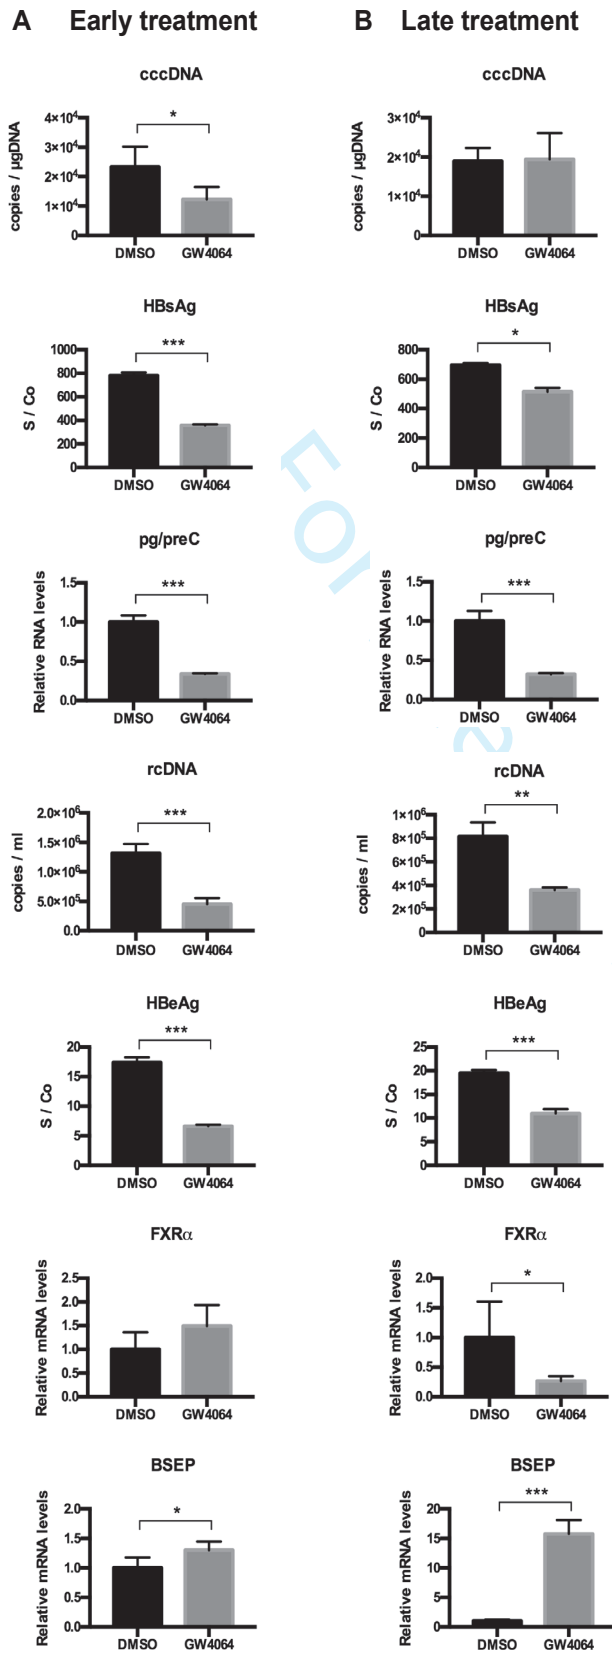 A Early treatment
cccDNA
copies / µgDNA
4×10⁴
3×10⁴
2×10⁴
1×10⁴
0
*
DMSO GW4064
HBsAg
S / Co
1000
800
600
400
200
0
***
DMSO GW4064
pg/preC
Relative RNA levels
1.5
1.0
0.5
0.0
***
DMSO GW4064
rcDNA
copies / ml
2.0×10⁶
1.5×10⁶
1.0×10⁶
5.0×10⁵
0.0
***
DMSO GW4064
HBeAg
S / Co
20
15
10
5
0
***
DMSO GW4064
FXRα
Relative mRNA levels
2.5
2.0
1.5
1.0
0.5
0.0
DMSO GW4064
BSEP
Relative mRNA levels
2.0
1.5
1.0
0.5
0.0
*
DMSO GW4064
B Late treatment
cccDNA
copies / µgDNA
3×10⁴
2×10⁴
1×10⁴
0
DMSO GW4064
HBsAg
S / Co
800
600
400
200
0
*
DMSO GW4064
pg/preC
Relative RNA levels
1.5
1.0
0.5
0.0
***
DMSO GW4064
rcDNA
copies / ml
1×10⁶
8×10⁵
6×10⁵
4×10⁵
2×10⁵
0
**
DMSO GW4064
HBeAg
S / Co
25
20
15
10
5
0
***
DMSO GW4064
FXRα
Relative mRNA levels
2.0
1.5
1.0
0.5
0.0
*
DMSO GW4064
BSEP
Relative mRNA levels
20
15
10
5
0
***
DMSO GW4064